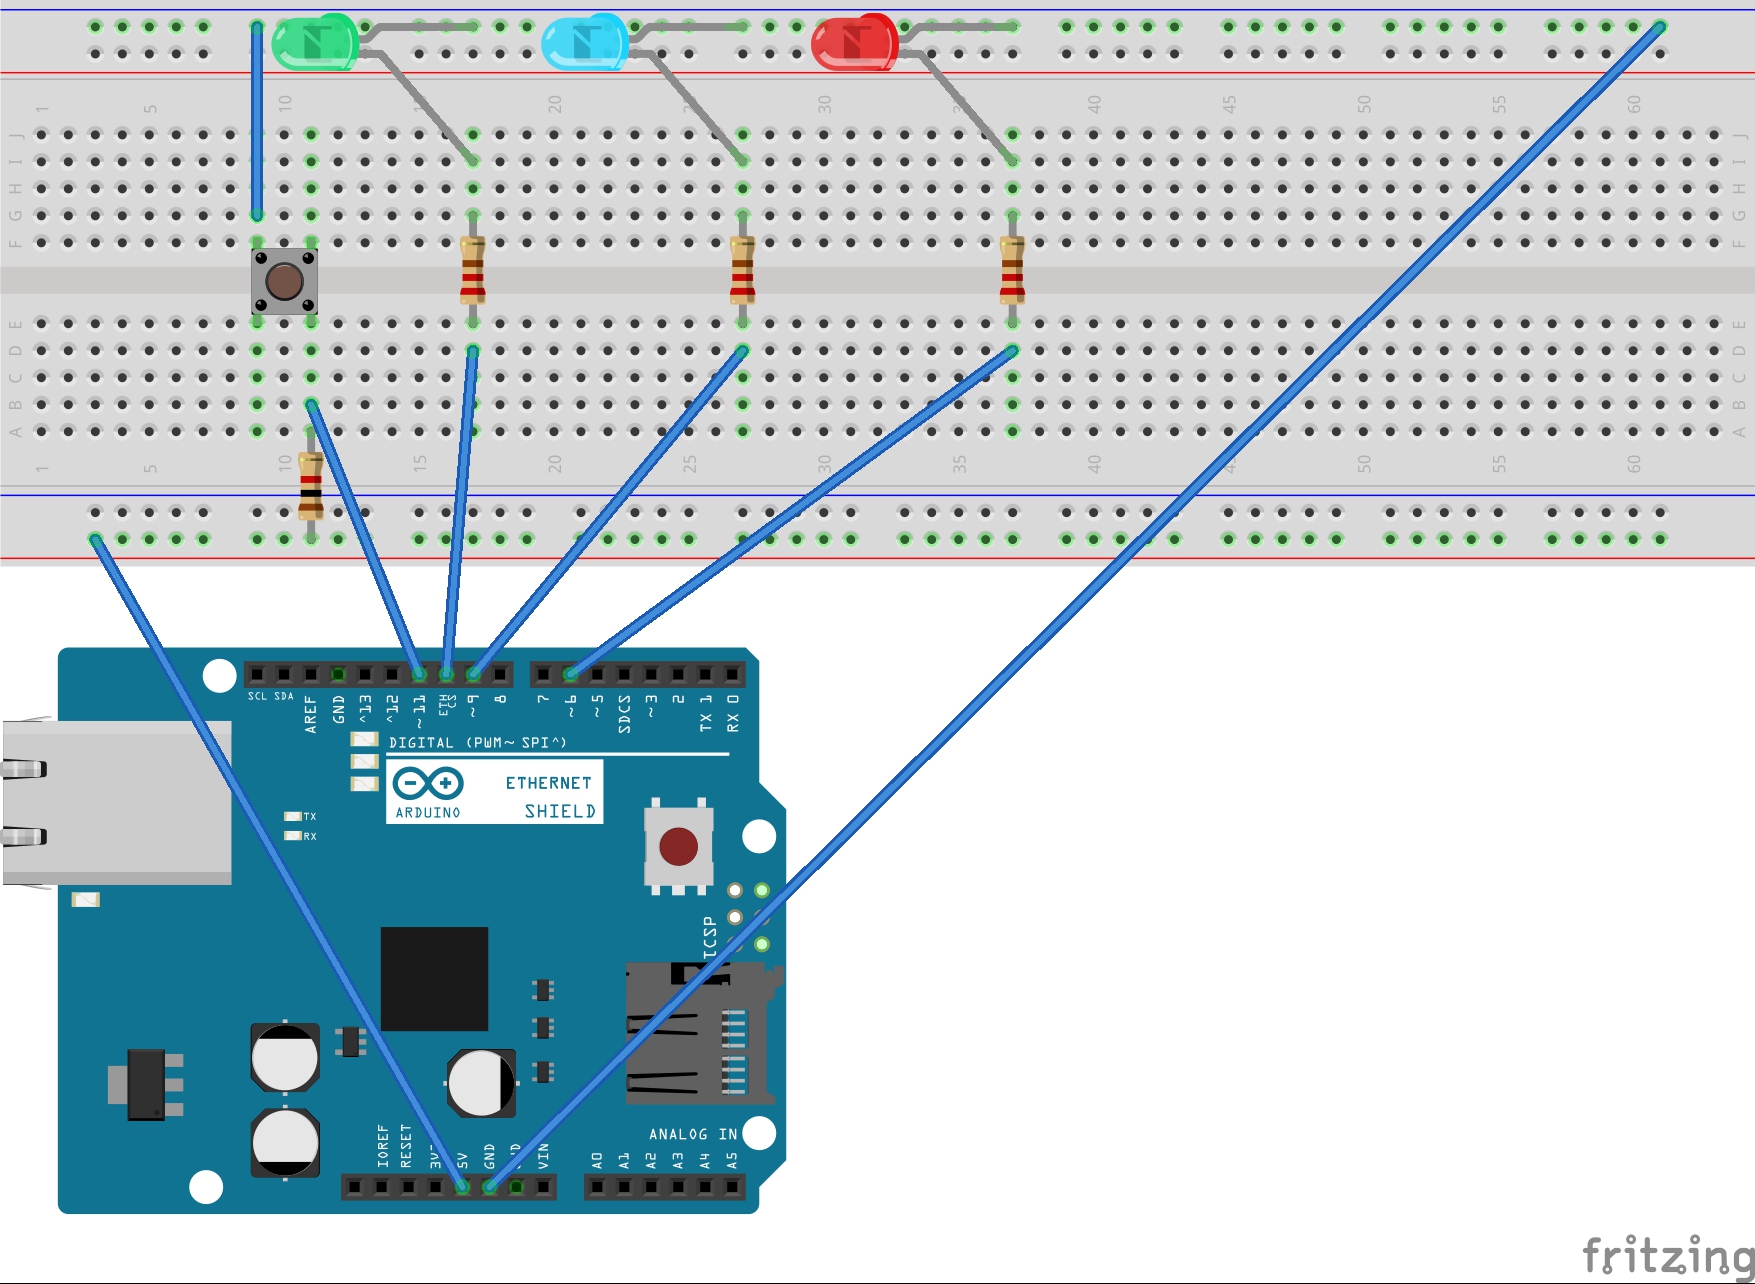 1 5 10 15 20 25 30 35 40 45 50 55 60
J J
I I
H H
G G
F F
E E
D D
C C
B B
A A
1 5 10 15 20 25 30 35 40 45 50 55 60
SCL SDA AREF GND ^13 ^12 ~11 ETH CS ~9 8 7 ~6 ~5 SDCS ~3 2 TX 1 RX 0
DIGITAL (PWM~ SPI^)
ETHERNET
ARDUINO SHIELD
TX
RX
ICSP
ANALOG IN
IOREF RESET 5V GND VIN A0 A1 A2 A3 A4 A5
fritzing